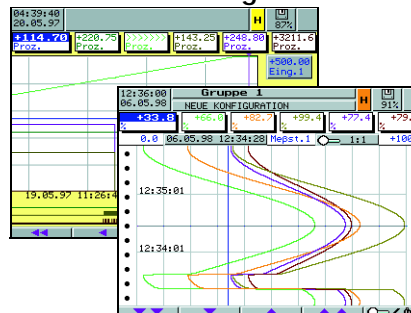 04:39:40
20.05.97
H
87%
+114.70 +220.75 >>>>>> +143.25 +248.80 +3211.6
Proz. Proz. Proz. Proz. Proz. Proz.
+500.00
Eing.1
19.05.97 11:26:4
12:36:00 Gruppe 1
06.05.98 NEUE KONFIGURATION
H
91%
+33.8 +66.0 +82.7 +99.4 +77.4 +79.
% % % % % %
0.0 06.05.98 12:34:28 Meßst.1 1:1 +100
12:35:01
12:34:01